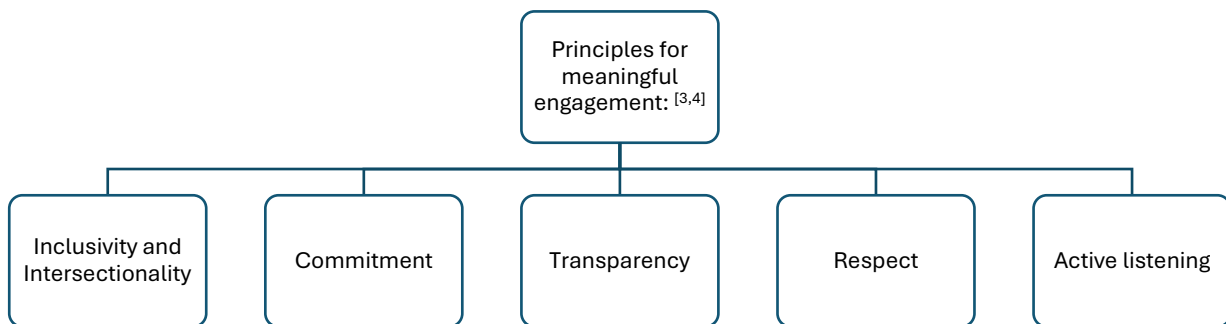 Principles for
meaningful
engagement: [3,4]
Inclusivity and
Intersectionality
Commitment
Transparency
Respect
Active listening